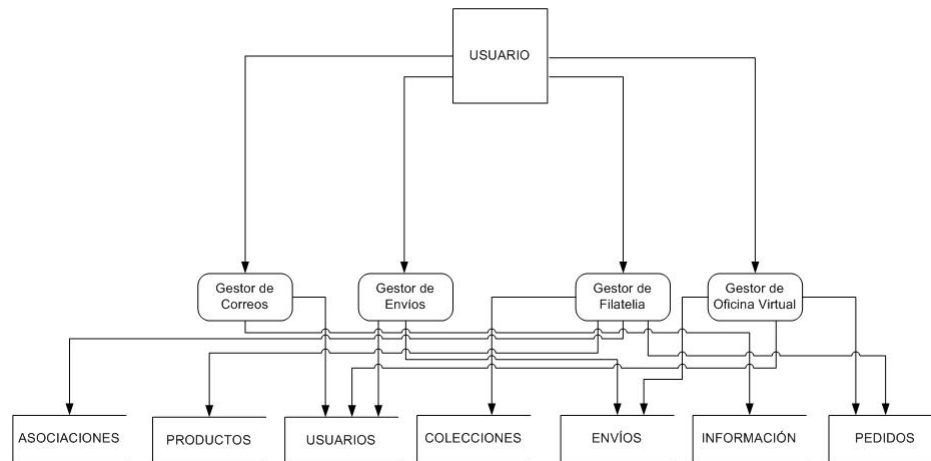 USUARIO
Gestor de
Correos
Gestor de
Envíos
Gestor de
Filatelia
Gestor de
Oficina Virtual
ASOCIACIONES
PRODUCTOS
USUARIOS
COLECCIONES
ENVÍOS
INFORMACIÓN
PEDIDOS